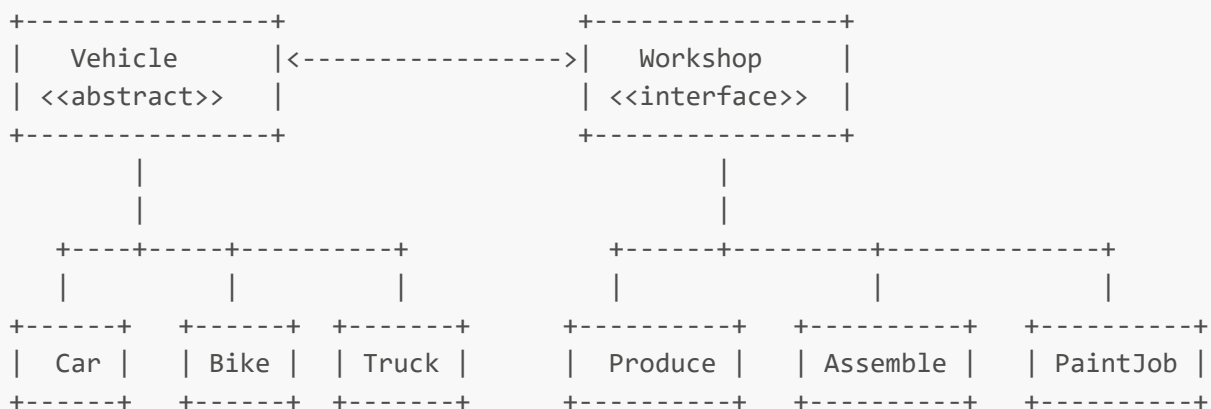 Vehicle Workshop
<<abstract>> <<interface>>
Car Bike Truck Produce Assemble PaintJob